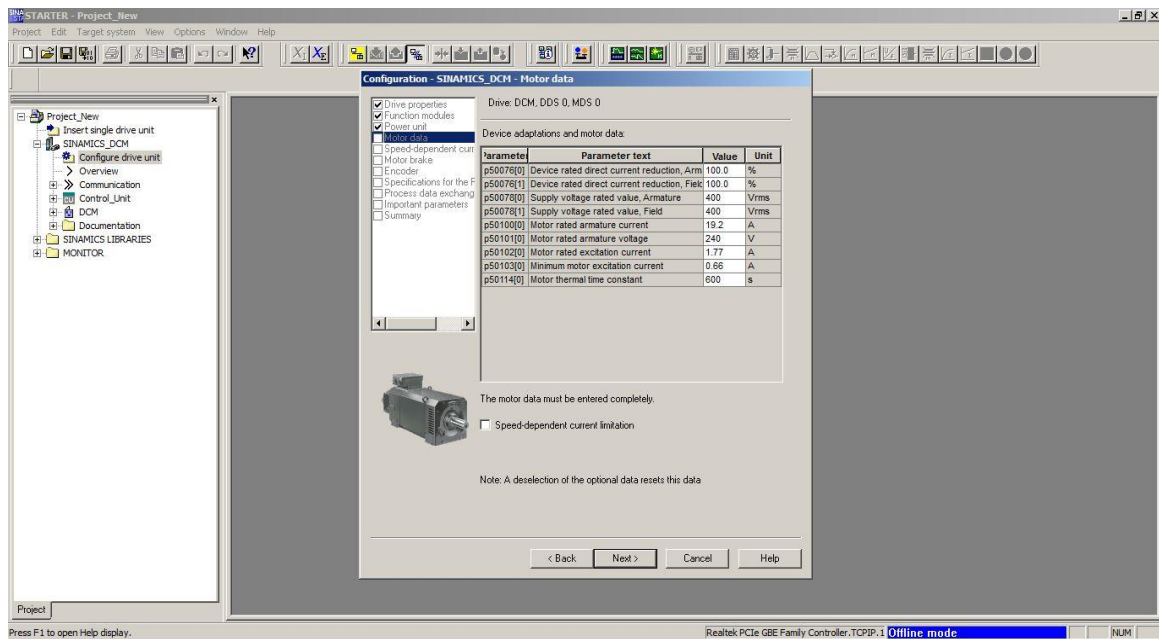 STARTER - Project_New
Project Edit Target system View Options Window Help
Configuration - SINAMICS_DCM - Motor data
Project_New
Insert single drive unit
SINAMICS_DCM
Configure drive unit
Overview
Communication
Control_Unit
DCM
Documentation
SINAMICS LIBRARIES
MONITOR
Drive properties
Function modules
Power unit
Motor data
Speed-dependent curr
Motor brake
Encoder
Specifications for the F
Process data exchang
Important parameters
Summary
Drive: DCM, DDS 0, MDS 0
Device adaptations and motor data:
Parameter Parameter text Value Unit
p50076[0] Device rated direct current reduction, Arm 100.0 %
p50076[1] Device rated direct current reduction, Fielc 100.0 %
p50078[0] Supply voltage rated value, Armature 400 Vrms
p50078[1] Supply voltage rated value, Field 400 Vrms
p50100[0] Motor rated armature current 19.2 A
p50101[0] Motor rated armature voltage 240 V
p50102[0] Motor rated excitation current 1.77 A
p50103[0] Minimum motor excitation current 0.66 A
p50114[0] Motor thermal time constant 600 s
The motor data must be entered completely.
Speed-dependent current limitation
Note: A deselection of the optional data resets this data
< Back Next > Cancel Help
Project
Press F1 to open Help display. Realtek PCIe GBE Family Controller.TCPIP.1 Offline mode NUM